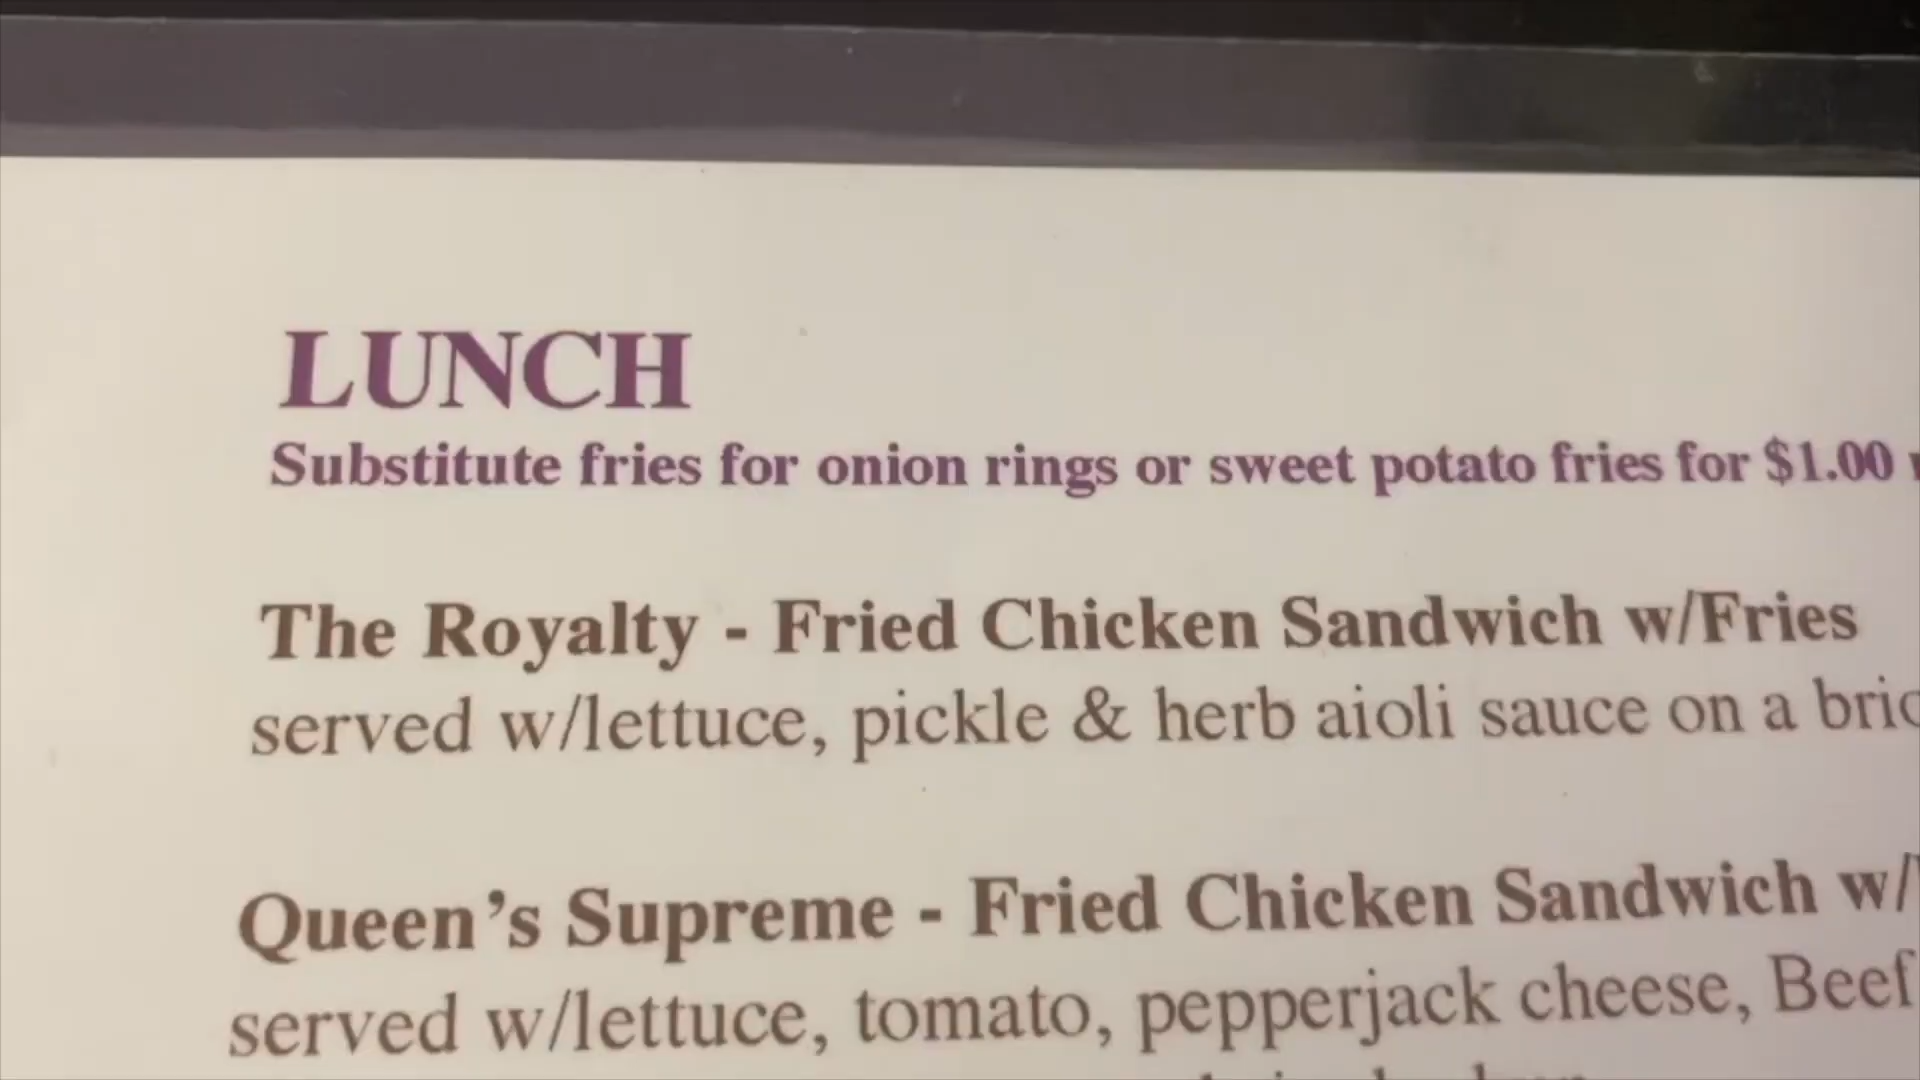 LUNCH
Substitute fries for onion rings or sweet potato fries for $1.00
The Royalty - Fried Chicken Sandwich w/Fries
served w/lettuce, pickle & herb aioli sauce on a
Queen's Supreme - Fried Chicken Sandwich w/
served w/lettuce, tomato, pepperjack cheese, Beef